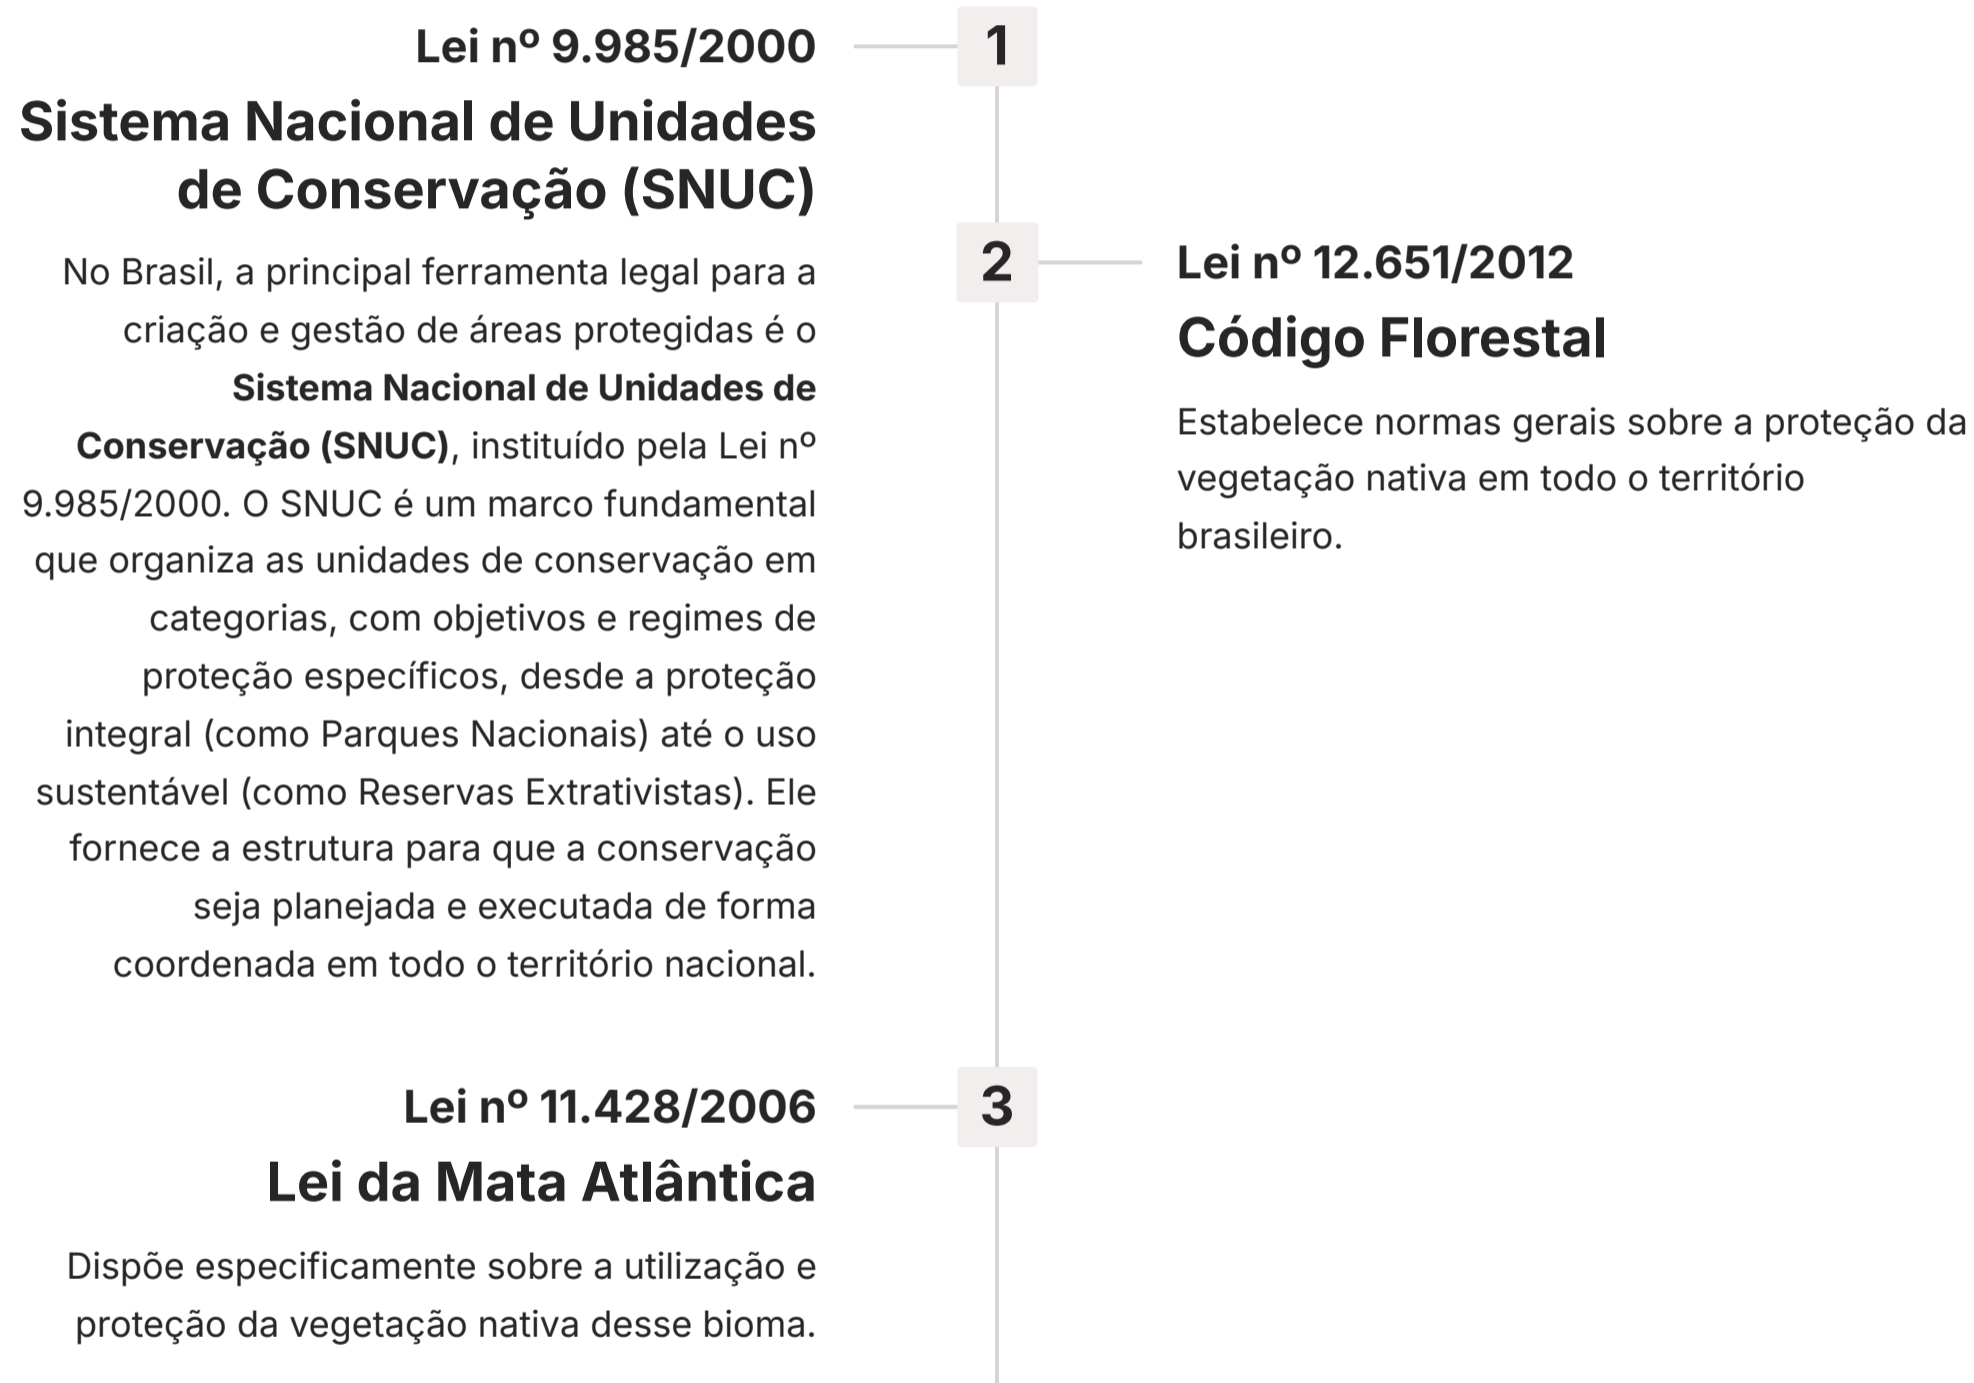 Lei nº 9.985/2000
1
Sistema Nacional de Unidades
de Conservação (SNUC)
No Brasil, a principal ferramenta legal para a
criação e gestão de áreas protegidas é o
Sistema Nacional de Unidades de
Conservação (SNUC), instituído pela Lei nº
9.985/2000. O SNUC é um marco fundamental
que organiza as unidades de conservação em
categorias, com objetivos e regimes de
proteção específicos, desde a proteção
integral (como Parques Nacionais) até o uso
sustentável (como Reservas Extrativistas). Ele
fornece a estrutura para que a conservação
seja planejada e executada de forma
coordenada em todo o território nacional.
2
Lei nº 12.651/2012
Código Florestal
Estabelece normas gerais sobre a proteção da
vegetação nativa em todo o território
brasileiro.
Lei nº 11.428/2006
3
Lei da Mata Atlântica
Dispõe especificamente sobre a utilização e
proteção da vegetação nativa desse bioma.